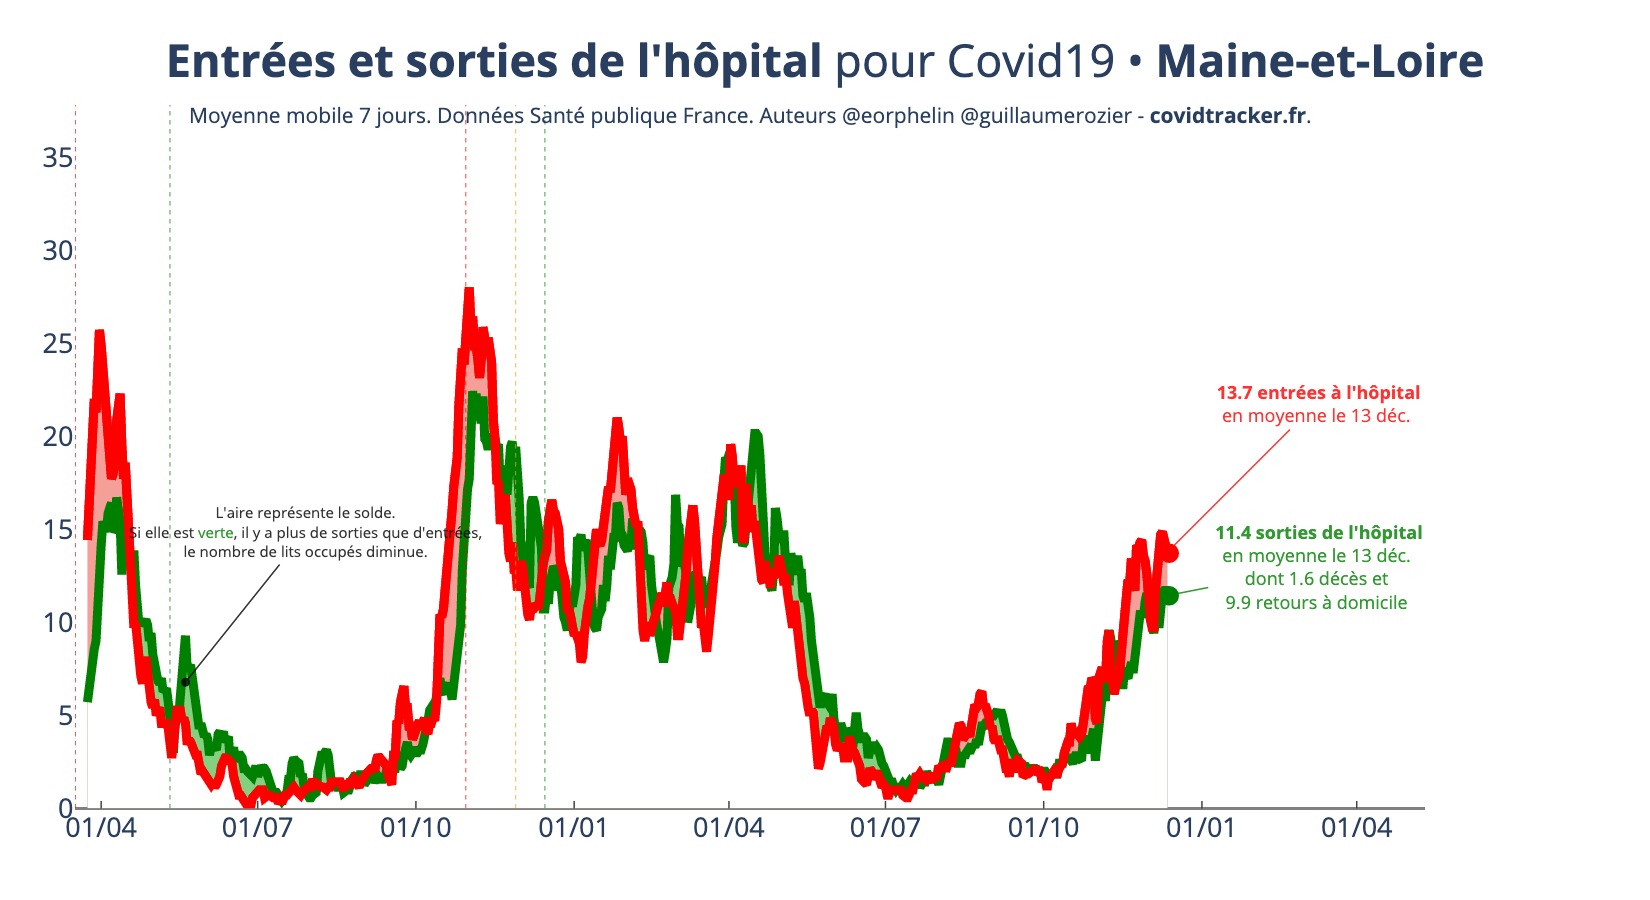 Entrées et sorties de l'hôpital pour Covid19 • Maine-et-Loire
Moyenne mobile 7 jours. Données Santé publique France. Auteurs @eorphelin @guillaumerozier - covidtracker.fr.
35
30
25
20
15
10
5
0
L'aire représente le solde.
Si elle est verte, il y a plus de sorties que d'entrées,
le nombre de lits occupés diminue.
13.7 entrées à l'hôpital
en moyenne le 13 déc.
11.4 sorties de l'hôpital
en moyenne le 13 déc.
dont 1.6 décès et
9.9 retours à domicile
01/04 01/07 01/10 01/01 01/04 01/07 01/10 01/01 01/04